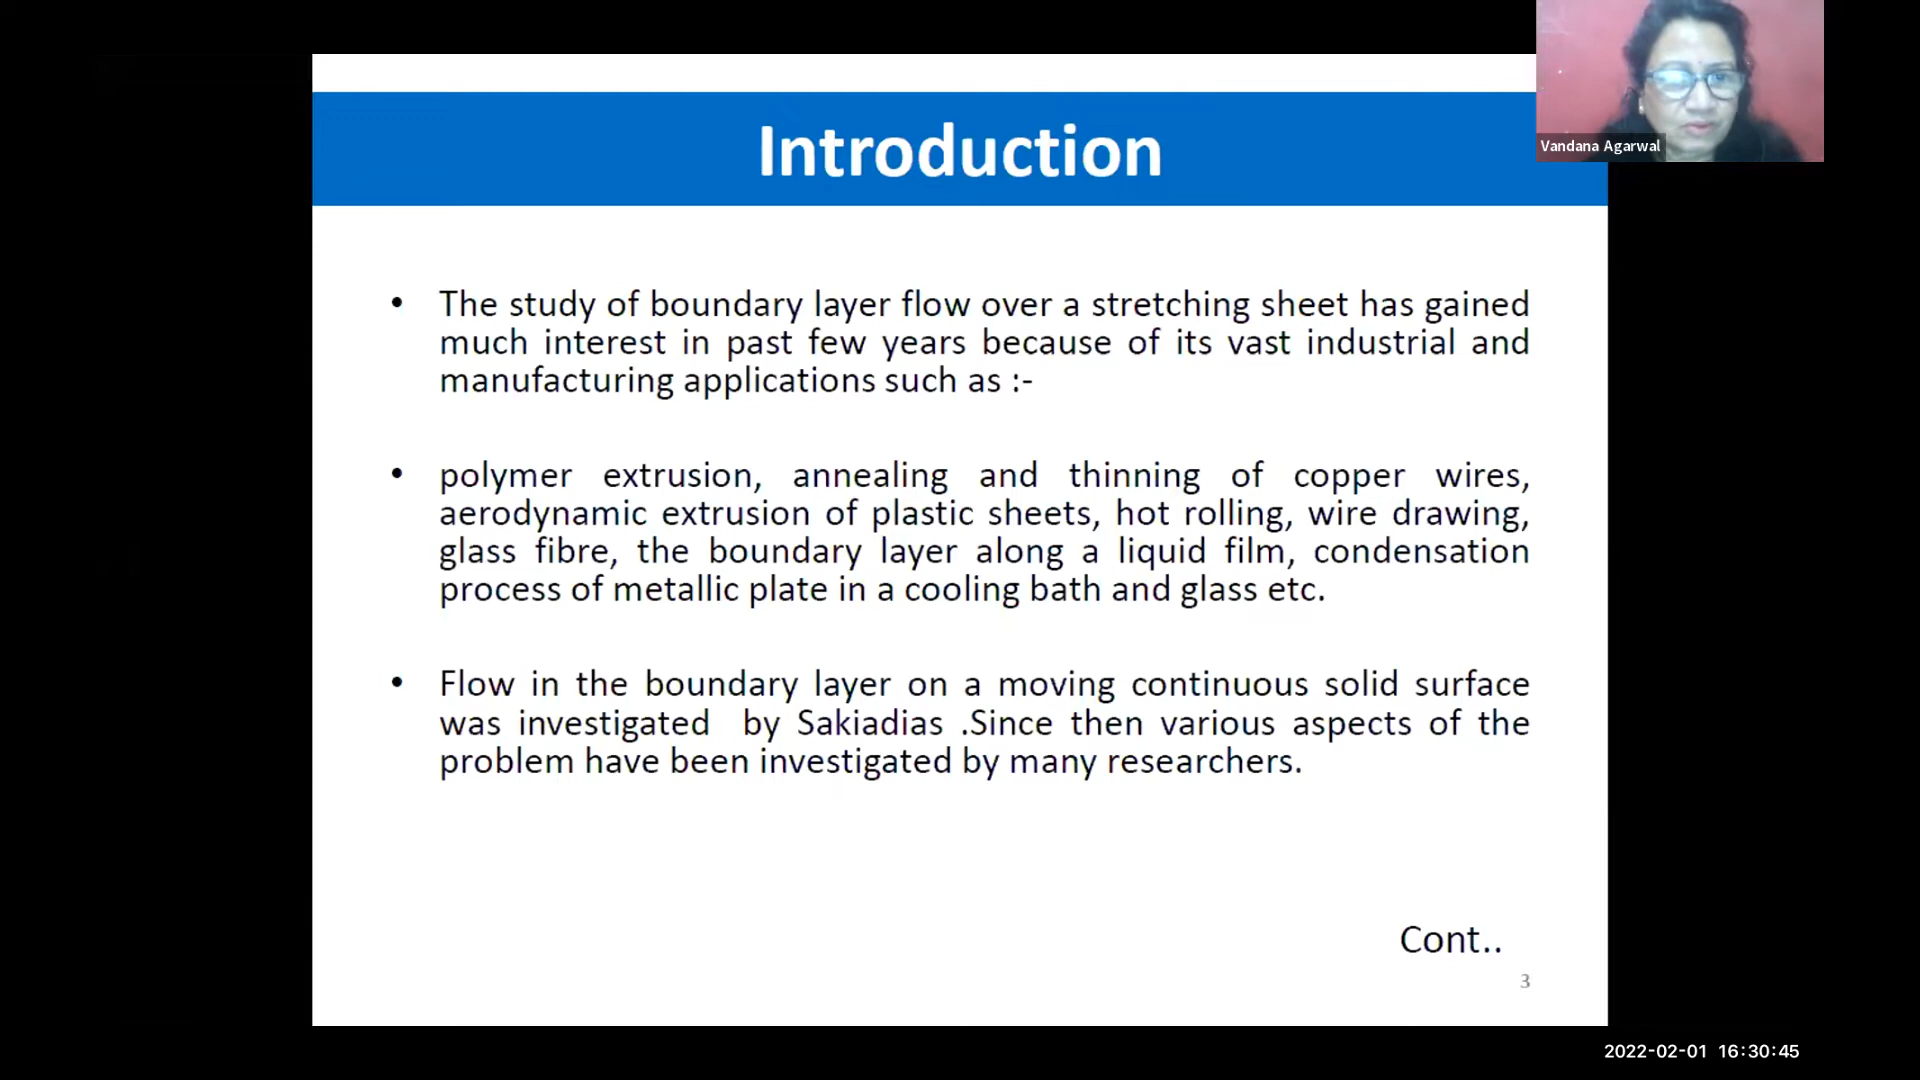 Introduction
Vandana Agarwal
• The study of boundary layer flow over a stretching sheet has gained
much interest in past few years because of its vast industrial and
manufacturing applications such as :-
• polymer extrusion, annealing and thinning of copper wires,
aerodynamic extrusion of plastic sheets, hot rolling, wire drawing,
glass fibre, the boundary layer along a liquid film, condensation
process of metallic plate in a cooling bath and glass etc.
• Flow in the boundary layer on a moving continuous solid surface
was investigated by Sakiadias .Since then various aspects of the
problem have been investigated by many researchers.
Cont..
3
2022-02-01 16:30:45